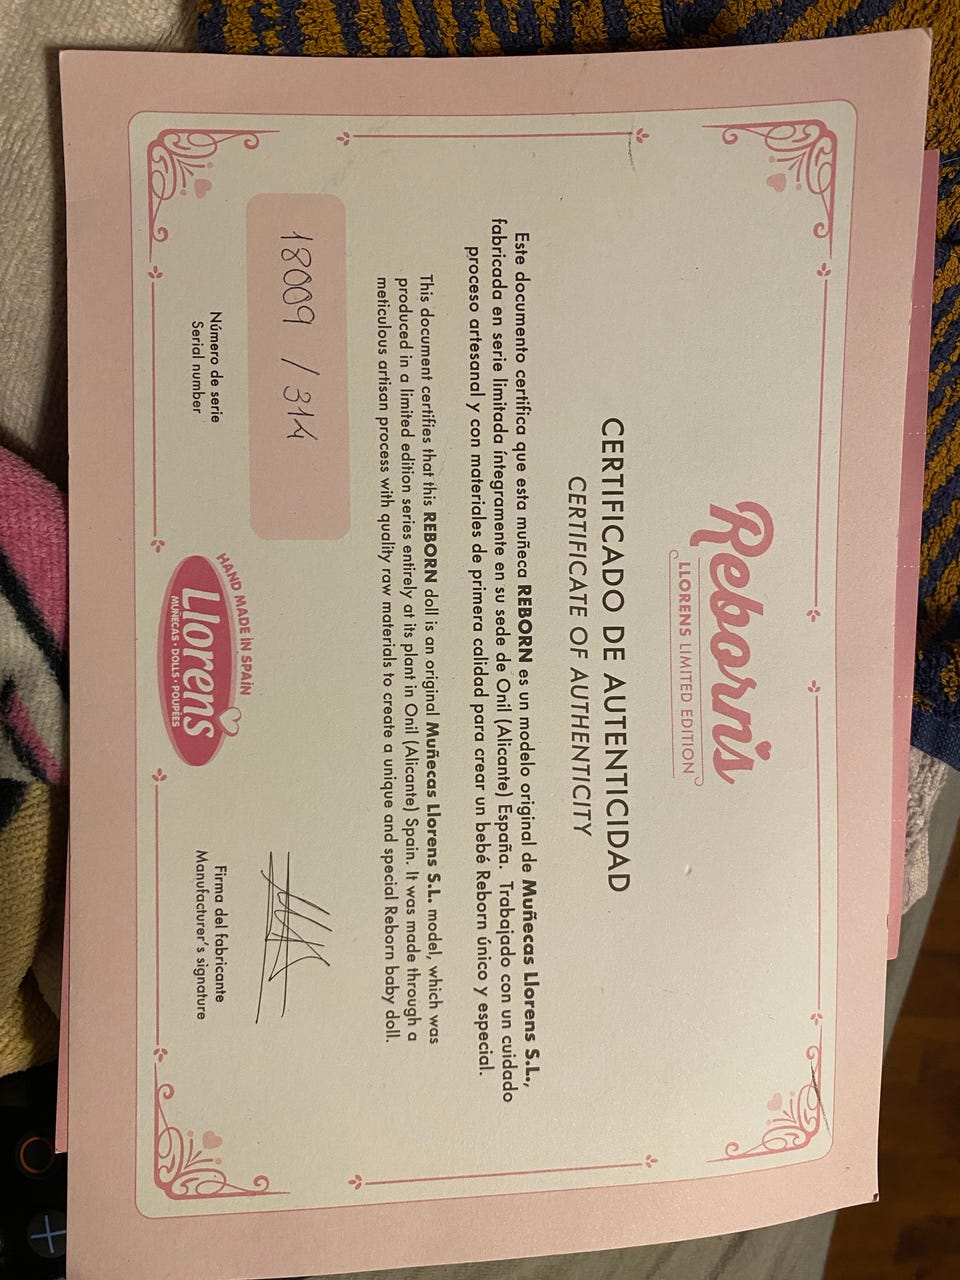 Reborn's
LLORENS LIMITED EDITION
CERTIFICADO DE AUTENTICIDAD
CERTIFICATE OF AUTHENTICITY
Este documento certifica que esta muñeca REBORN es un modelo original de Muñecas Llorens S.L.,
fabricada en serie limitada íntegramente en su sede de Onil (Alicante) España. Trabajado con un cuidado
proceso artesanal y con materiales de primera calidad para crear un bebé Reborn único y especial.
This document certifies that this REBORN doll is an original Muñecas Llorens S.L. model, which was
produced in a limited edition series entirely at its plant in Onil (Alicante) Spain. It was made through a
meticulous artisan process with quality raw materials to create a unique and special Reborn baby doll.
18009 / 314
Número de serie
Serial number
HAND MADE IN SPAIN
Llorens
MUÑECAS · DOLLS · POUPÉES
Firma del fabricante
Manufacturer's signature